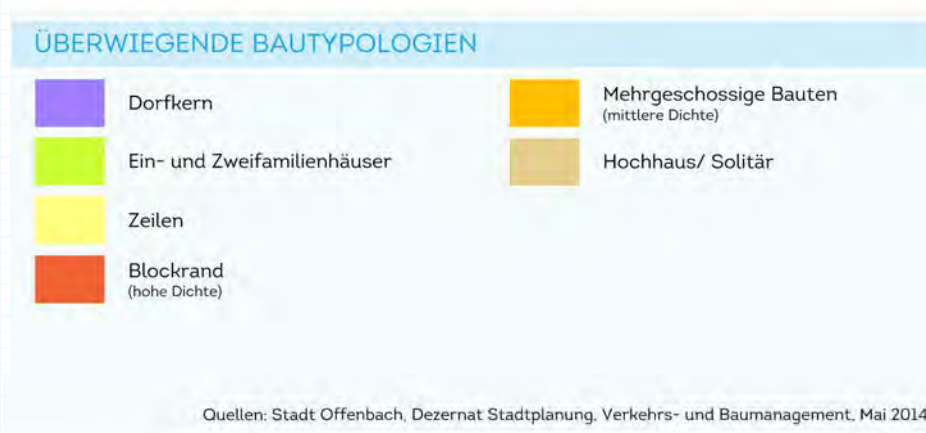 ÜBERWIEGENDE BAUTYPOLOGIEN
Dorfkern
Ein- und Zweifamilienhäuser
Zeilen
Blockrand
(hohe Dichte)
Mehrgeschossige Bauten
(mittlere Dichte)
Hochhaus/ Solitär
Quellen: Stadt Offenbach, Dezernat Stadtplanung, Verkehrs- und Baumanagement, Mai 2014